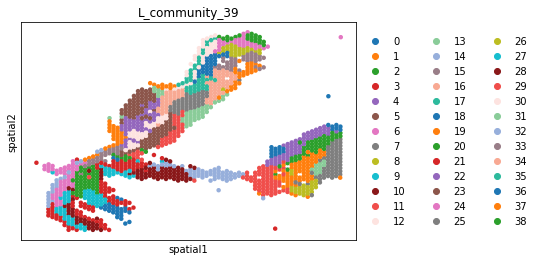 L_community_39
spatial2
spatial1
0 13 26
1 14 27
2 15 28
3 16 29
4 17 30
5 18 31
6 19 32
7 20 33
8 21 34
9 22 35
10 23 36
11 24 37
12 25 38